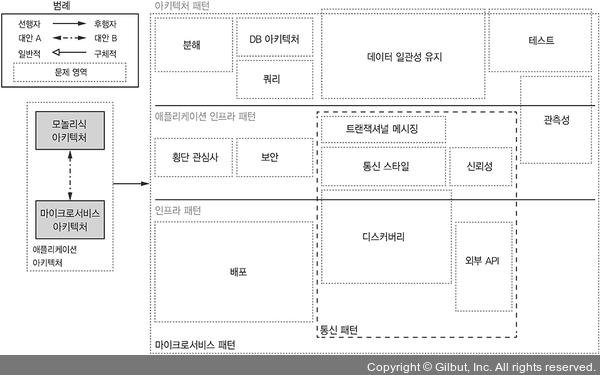 범례
선행자 후행자
대안 A 대안 B
일반적 구체적
문제 영역
모놀리식
아키텍처
마이크로서비스
아키텍처
애플리케이션
아키텍처
아키텍처 패턴
분해
DB 아키텍처
쿼리
데이터 일관성 유지
테스트
관측성
애플리케이션 인프라 패턴
횡단 관심사
보안
트랜잭셔널 메시징
통신 스타일
신뢰성
인프라 패턴
배포
디스커버리
외부 API
통신 패턴
마이크로서비스 패턴
Copyright © Gilbut, Inc. All rights reserved.